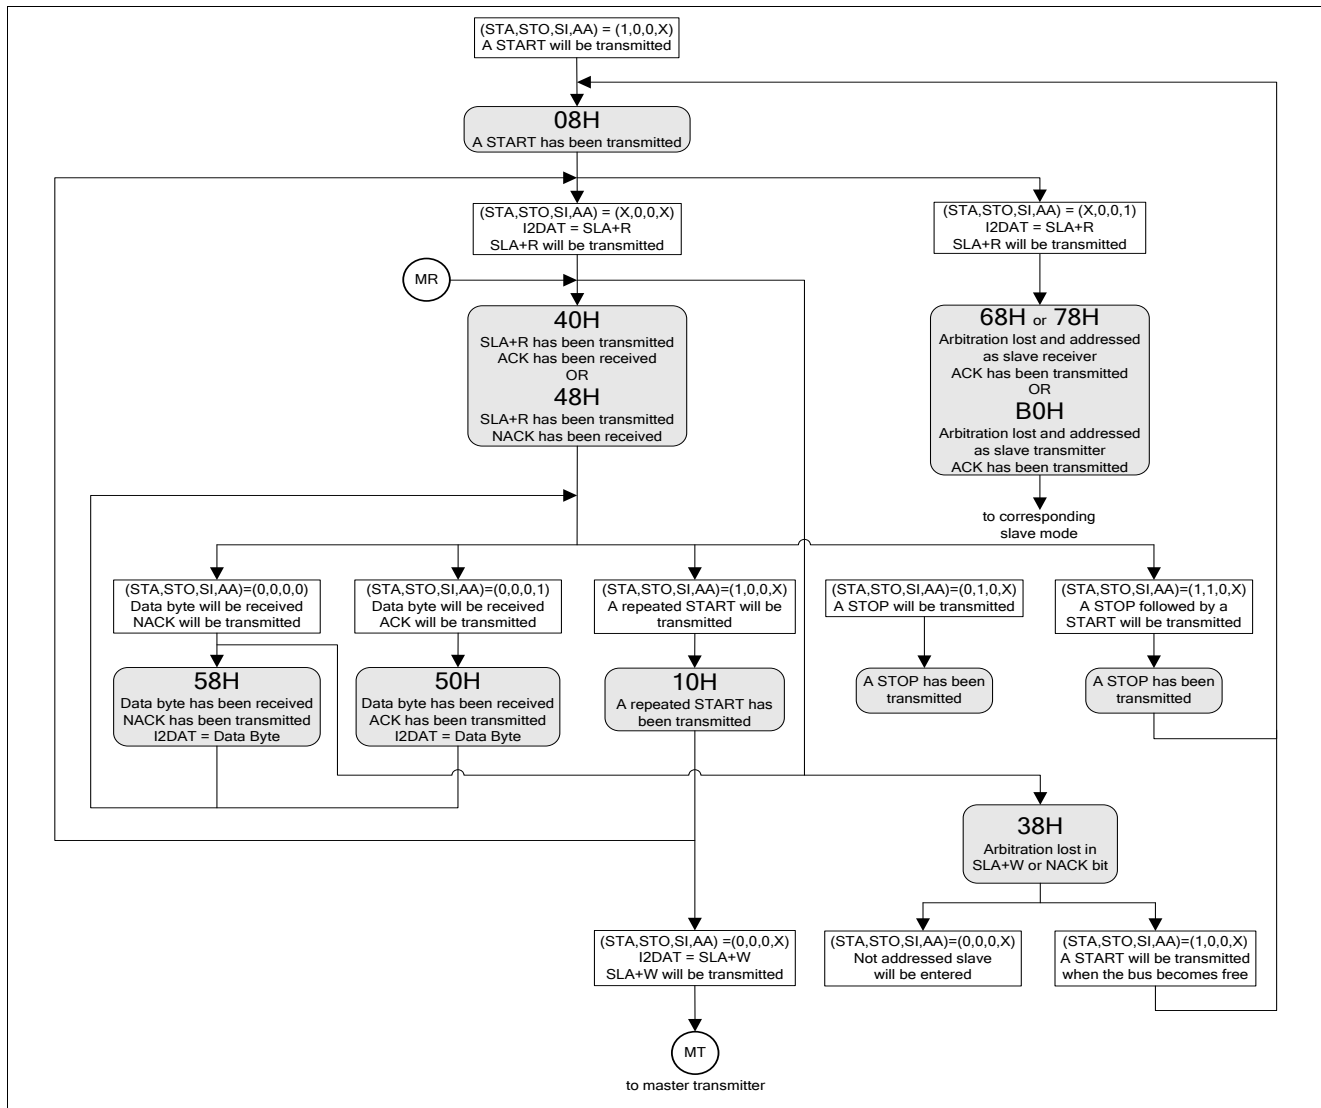 (STA,STO,SI,AA) = (1,0,0,X)
A START will be transmitted
08H
A START has been transmitted
(STA,STO,SI,AA) = (X,0,0,X)
I2DAT = SLA+R
SLA+R will be transmitted
(STA,STO,SI,AA) = (X,0,0,1)
I2DAT = SLA+R
SLA+R will be transmitted
MR
40H
SLA+R has been transmitted
ACK has been received
OR
48H
SLA+R has been transmitted
NACK has been received
68H or 78H
Arbitration lost and addressed
as slave receiver
ACK has been transmitted
OR
B0H
Arbitration lost and addressed
as slave transmitter
ACK has been transmitted
to corresponding
slave mode
(STA,STO,SI,AA)=(0,0,0,0)
Data byte will be received
NACK will be transmitted
(STA,STO,SI,AA)=(0,0,0,1)
Data byte will be received
ACK will be transmitted
(STA,STO,SI,AA)=(1,0,0,X)
A repeated START will be
transmitted
(STA,STO,SI,AA)=(0,1,0,X)
A STOP will be transmitted
(STA,STO,SI,AA)=(1,1,0,X)
A STOP followed by a
START will be transmitted
58H
Data byte has been received
NACK has been transmitted
I2DAT = Data Byte
50H
Data byte has been received
ACK has been transmitted
I2DAT = Data Byte
10H
A repeated START has
been transmitted
A STOP has been
transmitted
A STOP has been
transmitted
38H
Arbitration lost in
SLA+W or NACK bit
(STA,STO,SI,AA) =(0,0,0,X)
I2DAT = SLA+W
SLA+W will be transmitted
(STA,STO,SI,AA)=(0,0,0,X)
Not addressed slave
will be entered
(STA,STO,SI,AA)=(1,0,0,X)
A START will be transmitted
when the bus becomes free
MT
to master transmitter